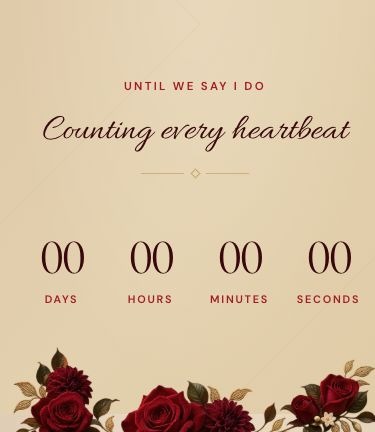 UNTIL WE SAY I DO
Counting every heartbeat
00 00 00 00
DAYS HOURS MINUTES SECONDS